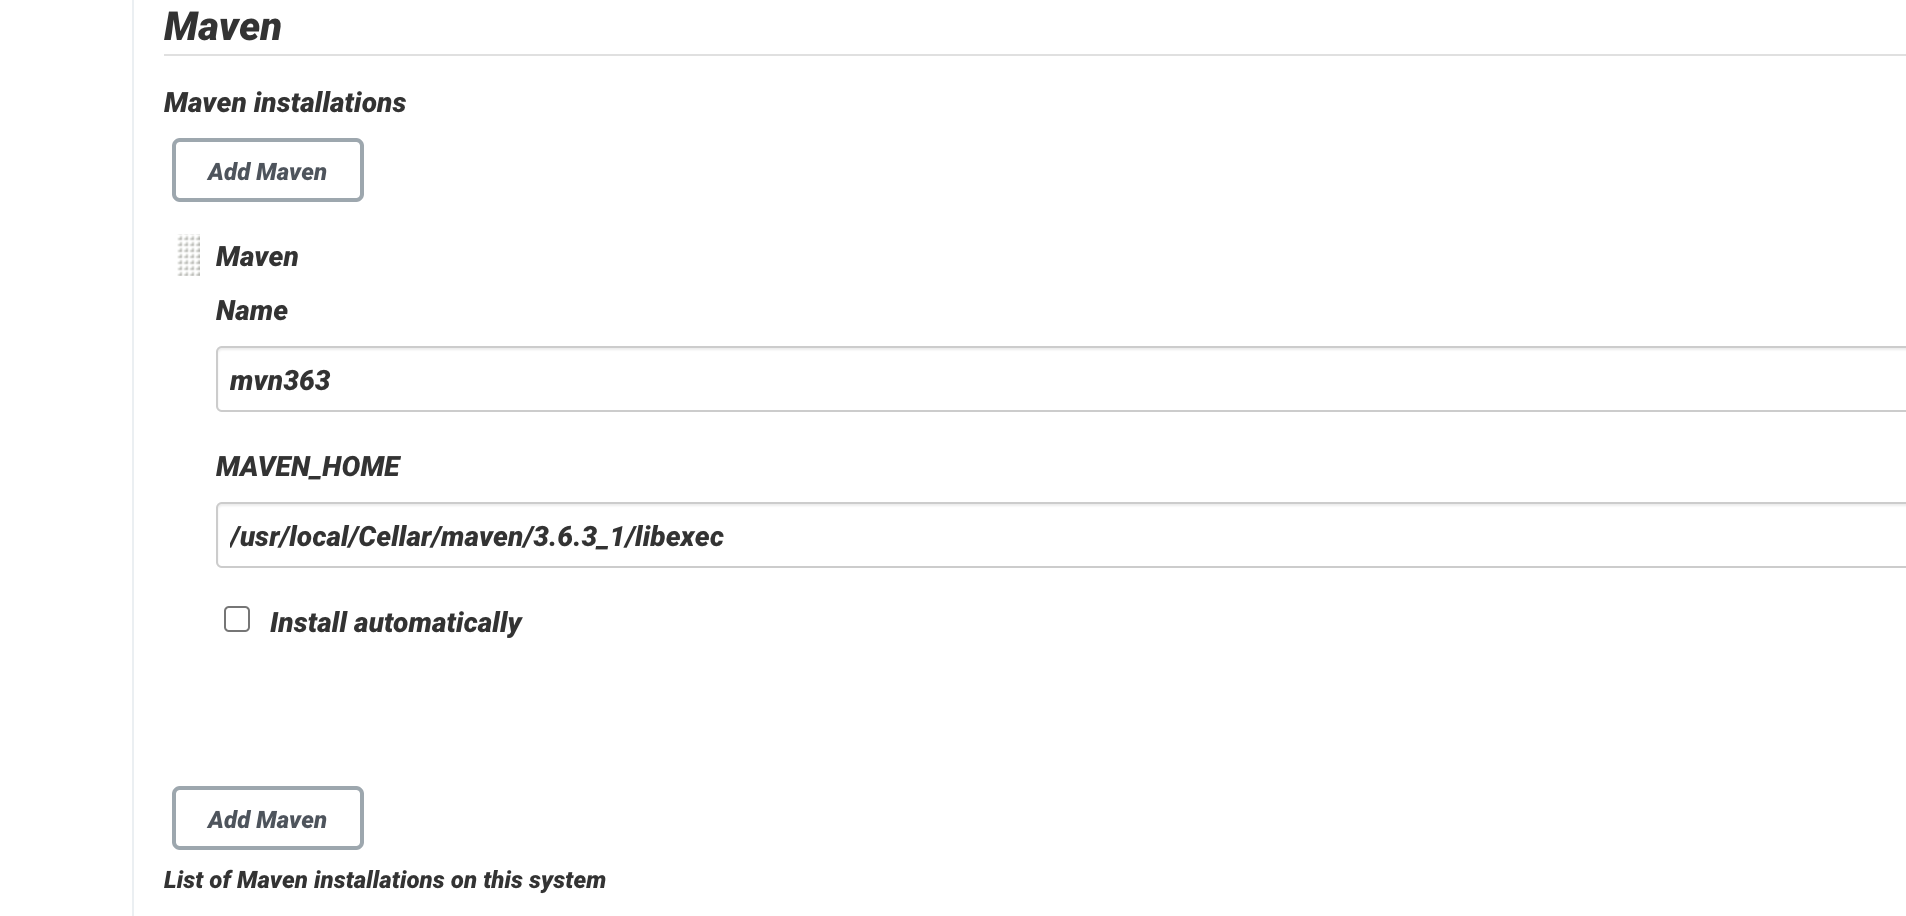 Maven
Maven installations
Add Maven
Maven
Name
mvn363
MAVEN_HOME
/usr/local/Cellar/maven/3.6.3_1/libexec
Install automatically
Add Maven
List of Maven installations on this system